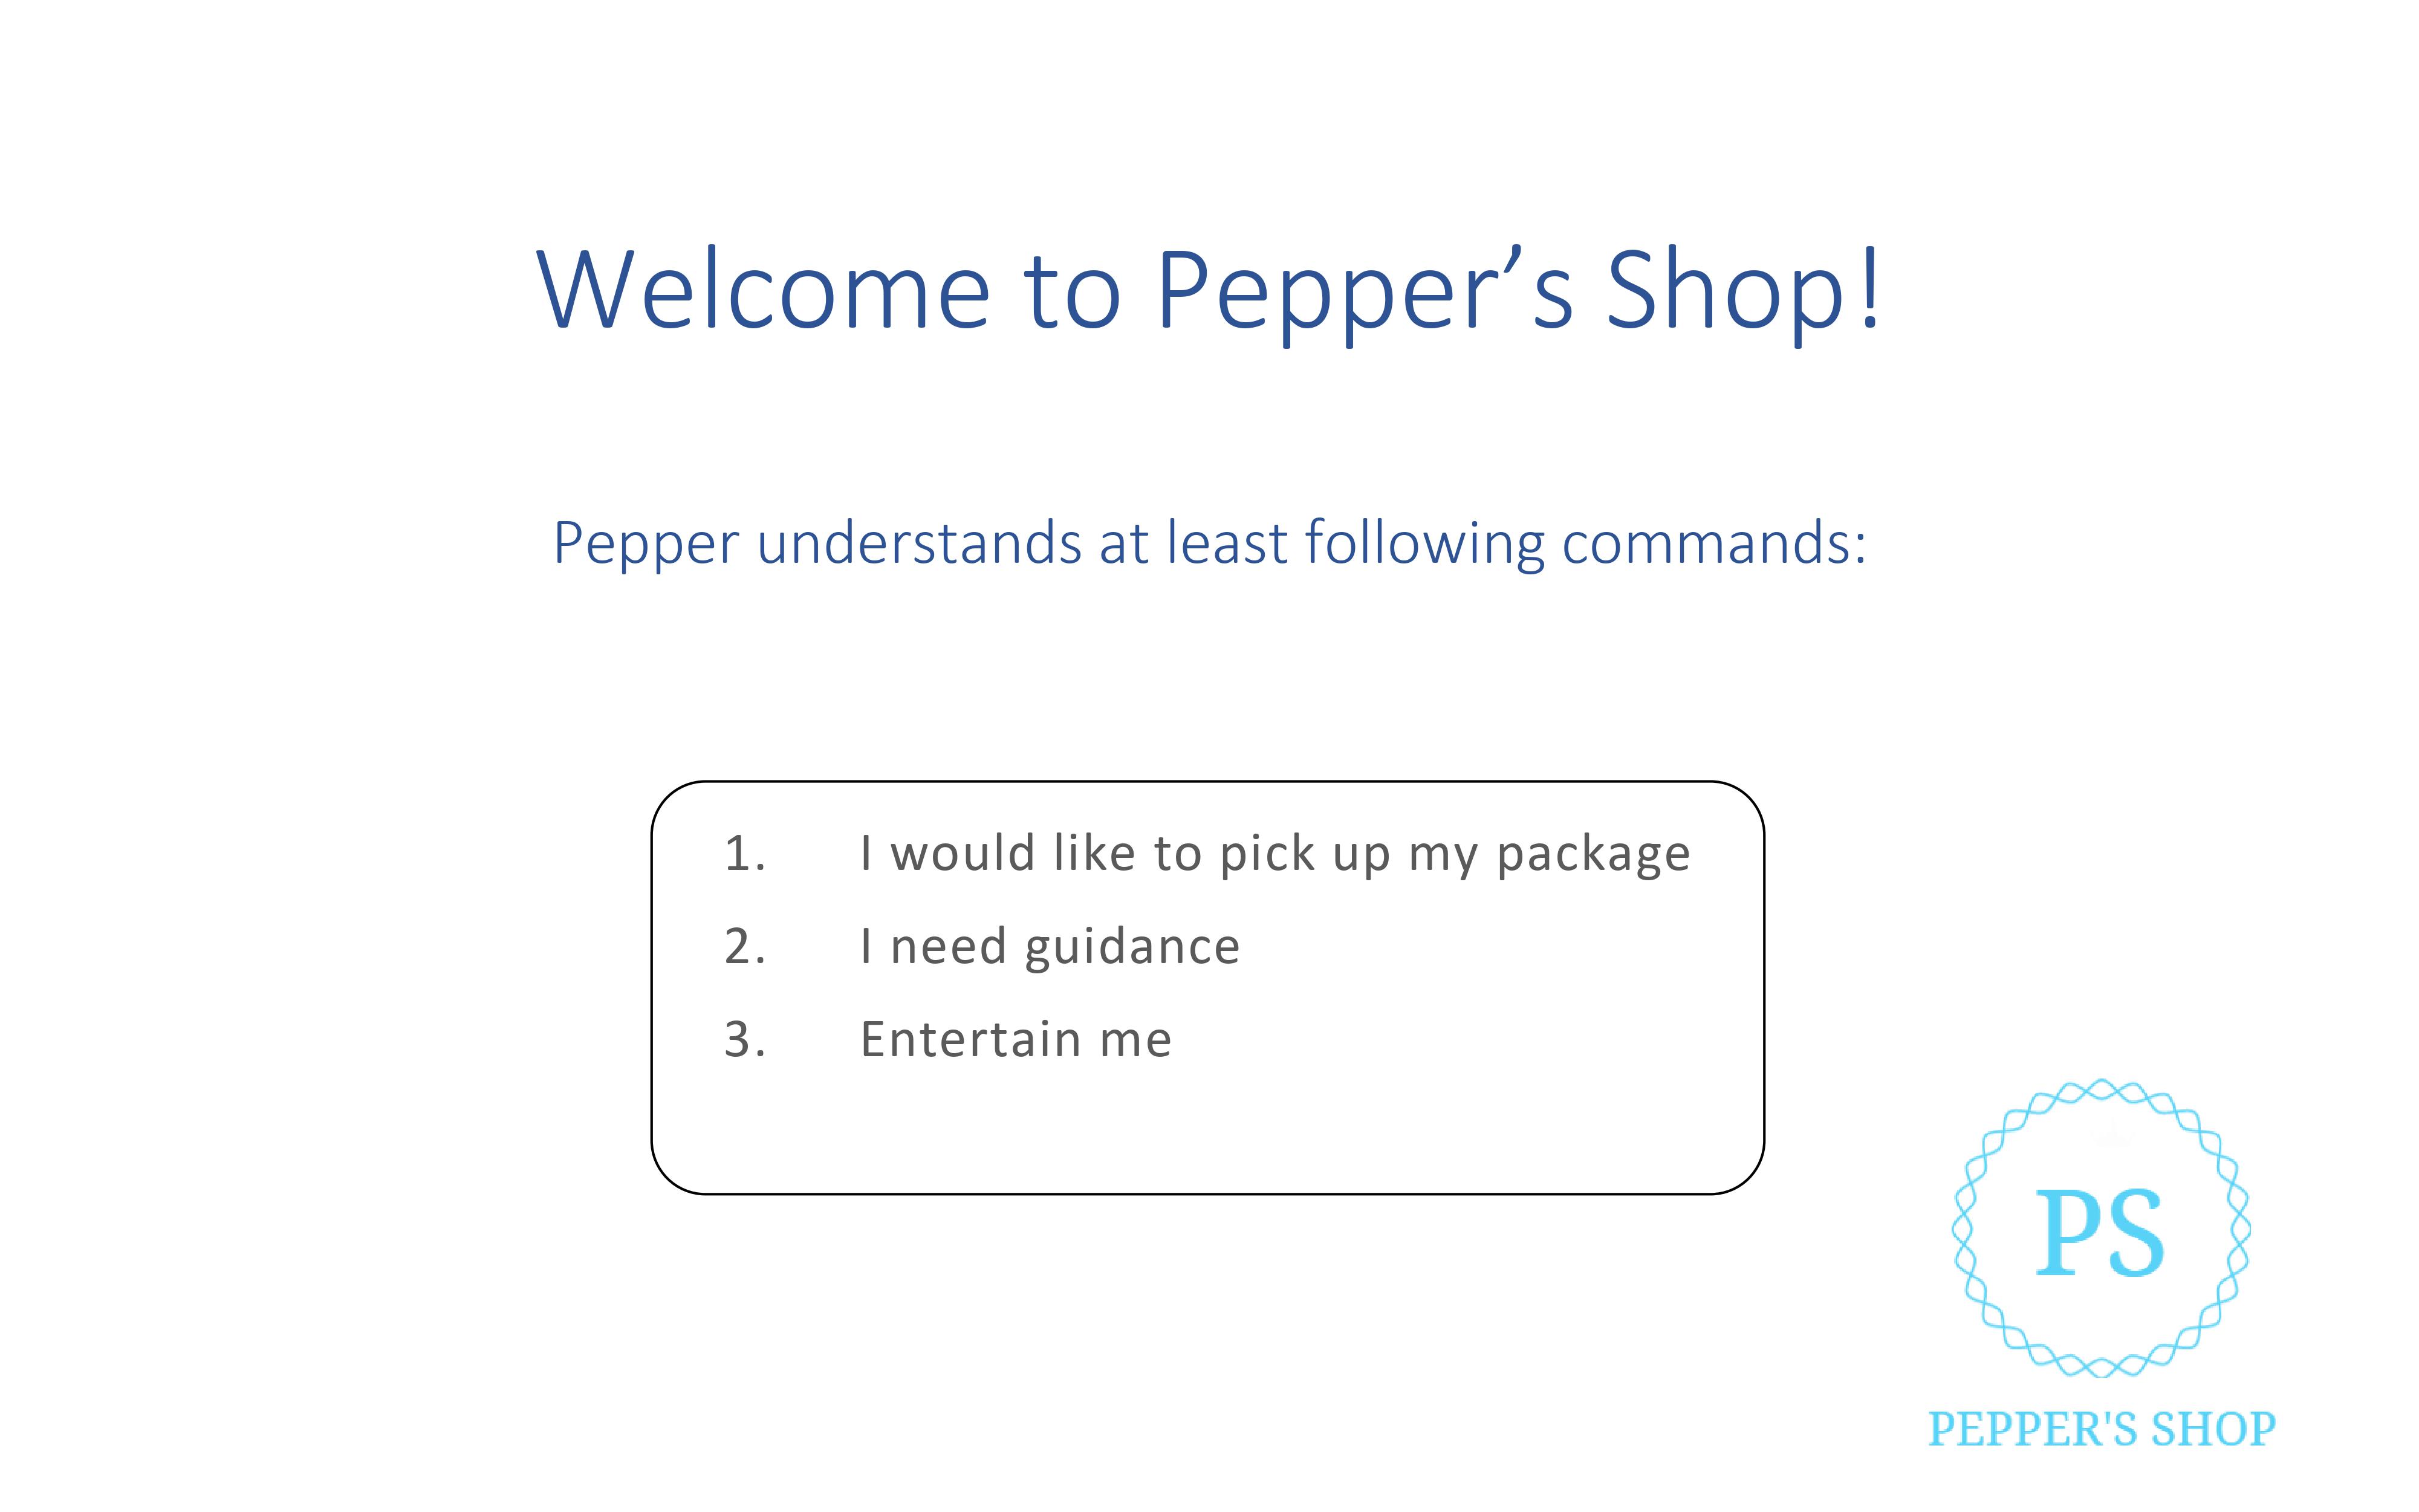 Welcome to Pepper’s Shop!
Pepper understands at least following commands:
1. I would like to pick up my package
2. I need guidance
3. Entertain me
PS
PEPPER'S SHOP